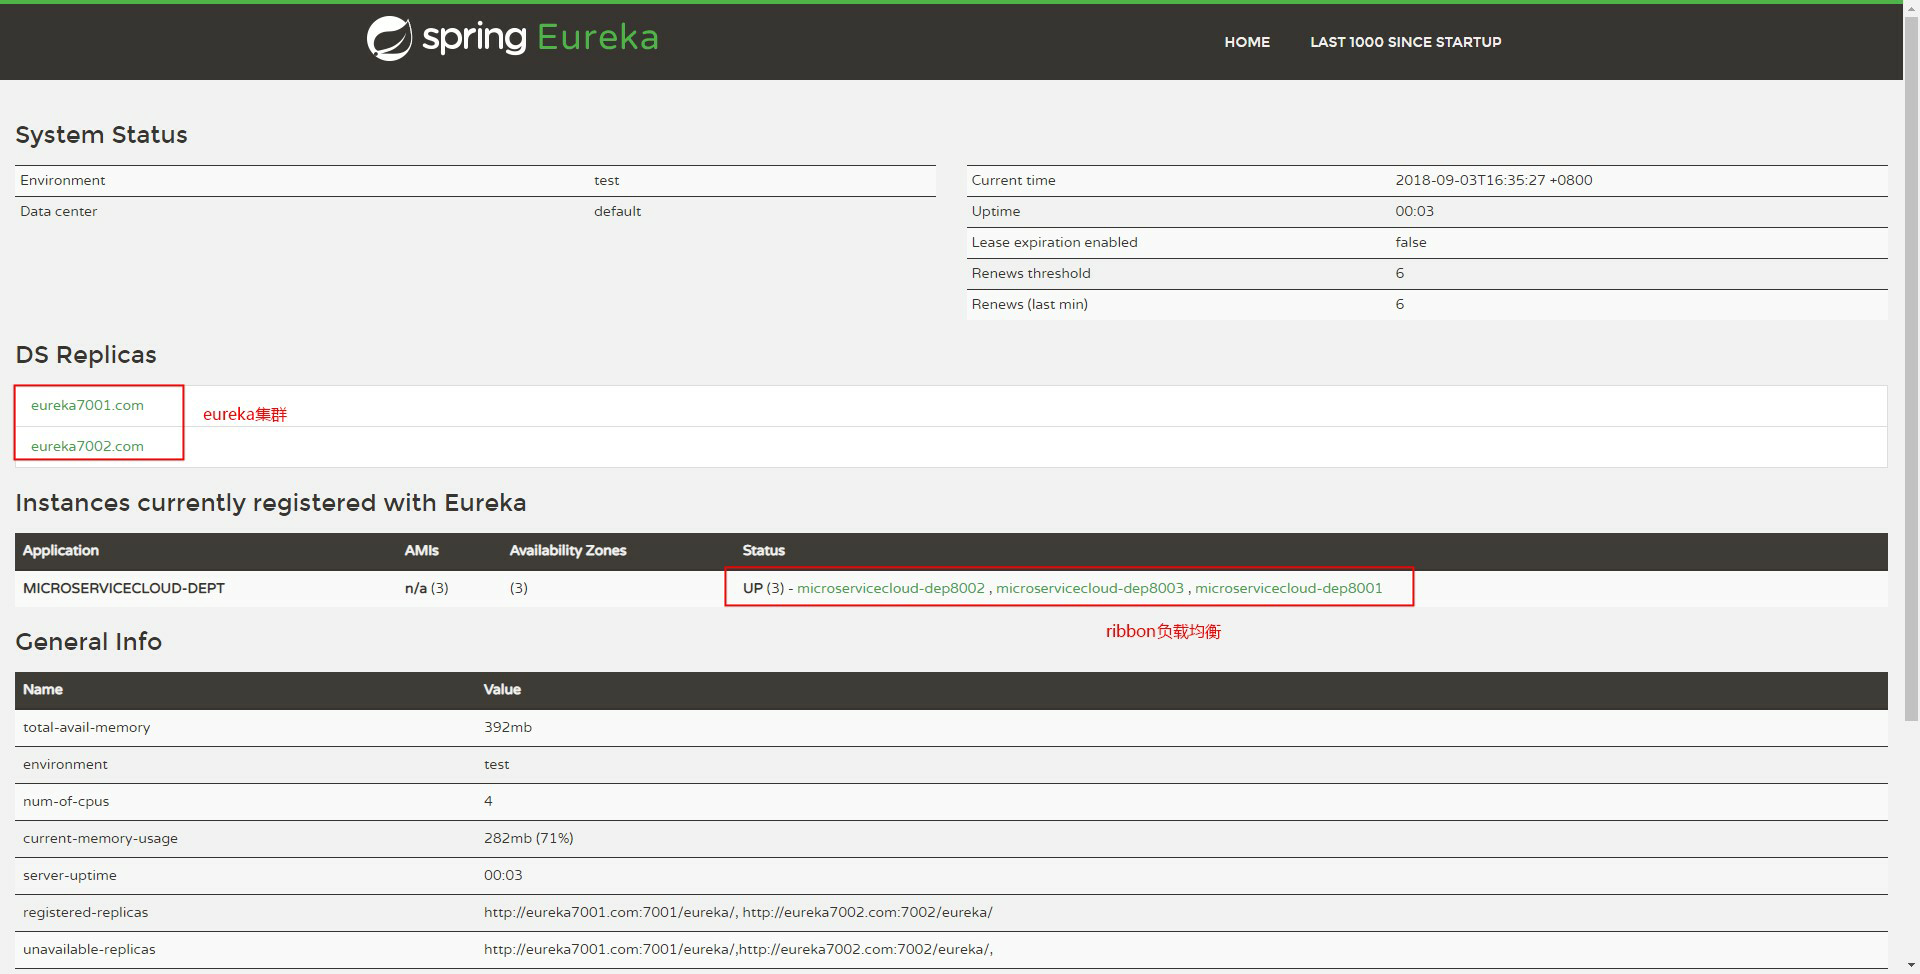 spring Eureka
HOME LAST 1000 SINCE STARTUP
System Status
Environment test
Data center default
Current time 2018-09-03T16:35:27 +0800
Uptime 00:03
Lease expiration enabled false
Renews threshold 6
Renews (last min) 6
DS Replicas
eureka7001.com
eureka集群
eureka7002.com
Instances currently registered with Eureka
Application AMIs Availability Zones Status
MICROSERVICECLOUD-DEPT n/a (3) (3) UP (3) - microservicecloud-dep8002 , microservicecloud-dep8003 , microservicecloud-dep8001
ribbon负载均衡
General Info
Name Value
total-avail-memory 392mb
environment test
num-of-cpus 4
current-memory-usage 282mb (71%)
server-uptime 00:03
registered-replicas http://eureka7001.com:7001/eureka/, http://eureka7002.com:7002/eureka/
unavailable-replicas http://eureka7001.com:7001/eureka/,http://eureka7002.com:7002/eureka/,